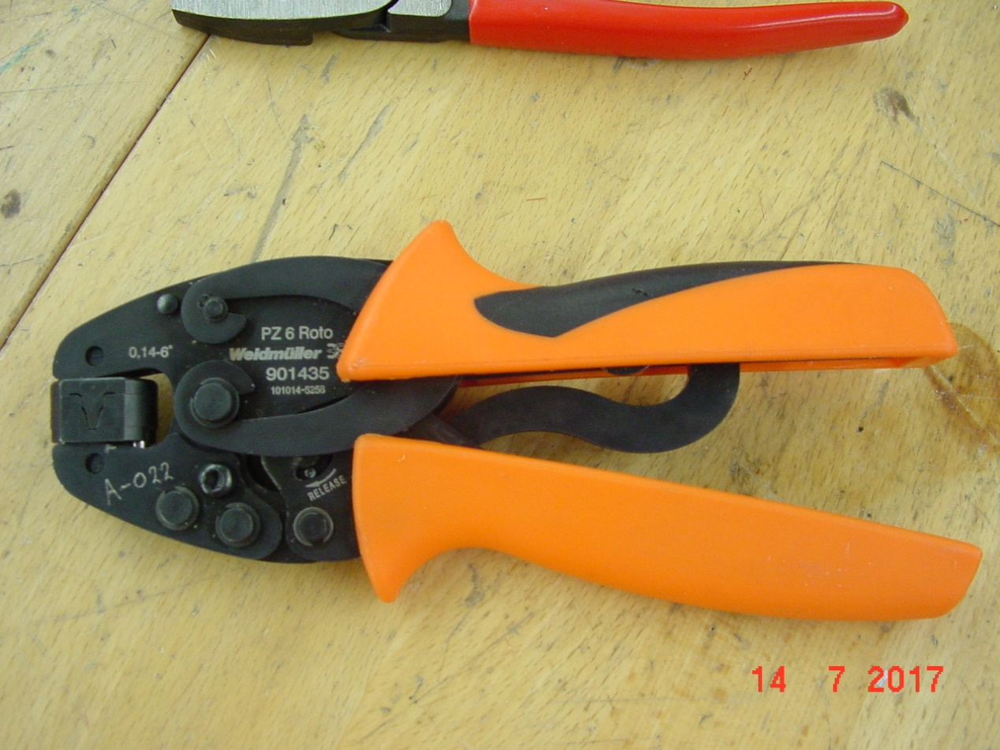 PZ 6 Roto
0,14-6"
Weidmüller
901435
101014-5258
A-022
RELEASE
14 7 2017